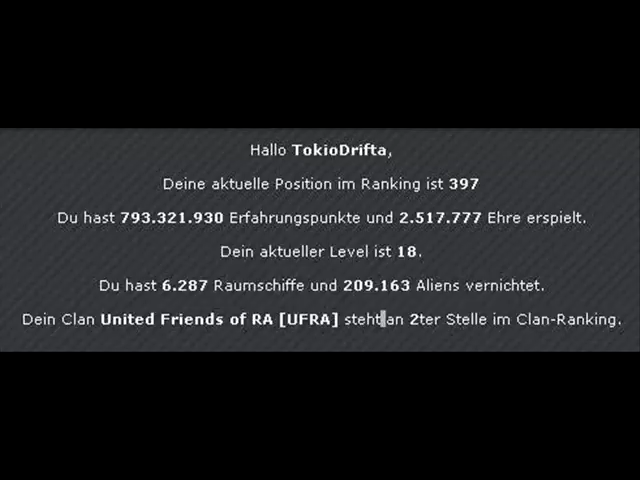 Hallo TokioDrifta,
Deine aktuelle Position im Ranking ist 397
Du hast 793.321.930 Erfahrungspunkte und 2.517.777 Ehre erspielt.
Dein aktueller Level ist 18.
Du hast 6.287 Raumschiffe und 209.163 Aliens vernichtet.
Dein Clan United Friends of RA [UFRA] steht an 2ter Stelle im Clan-Ranking.